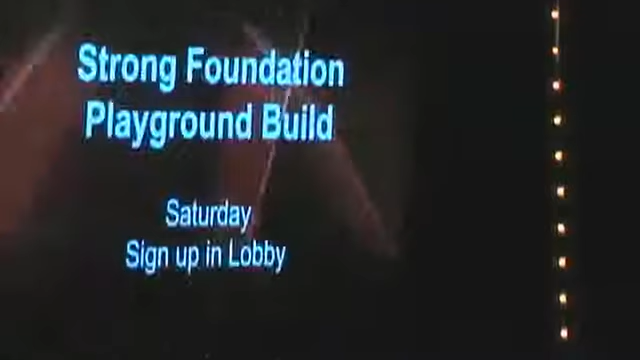 Strong Foundation
Playground Build
Saturday
Sign up in Lobby